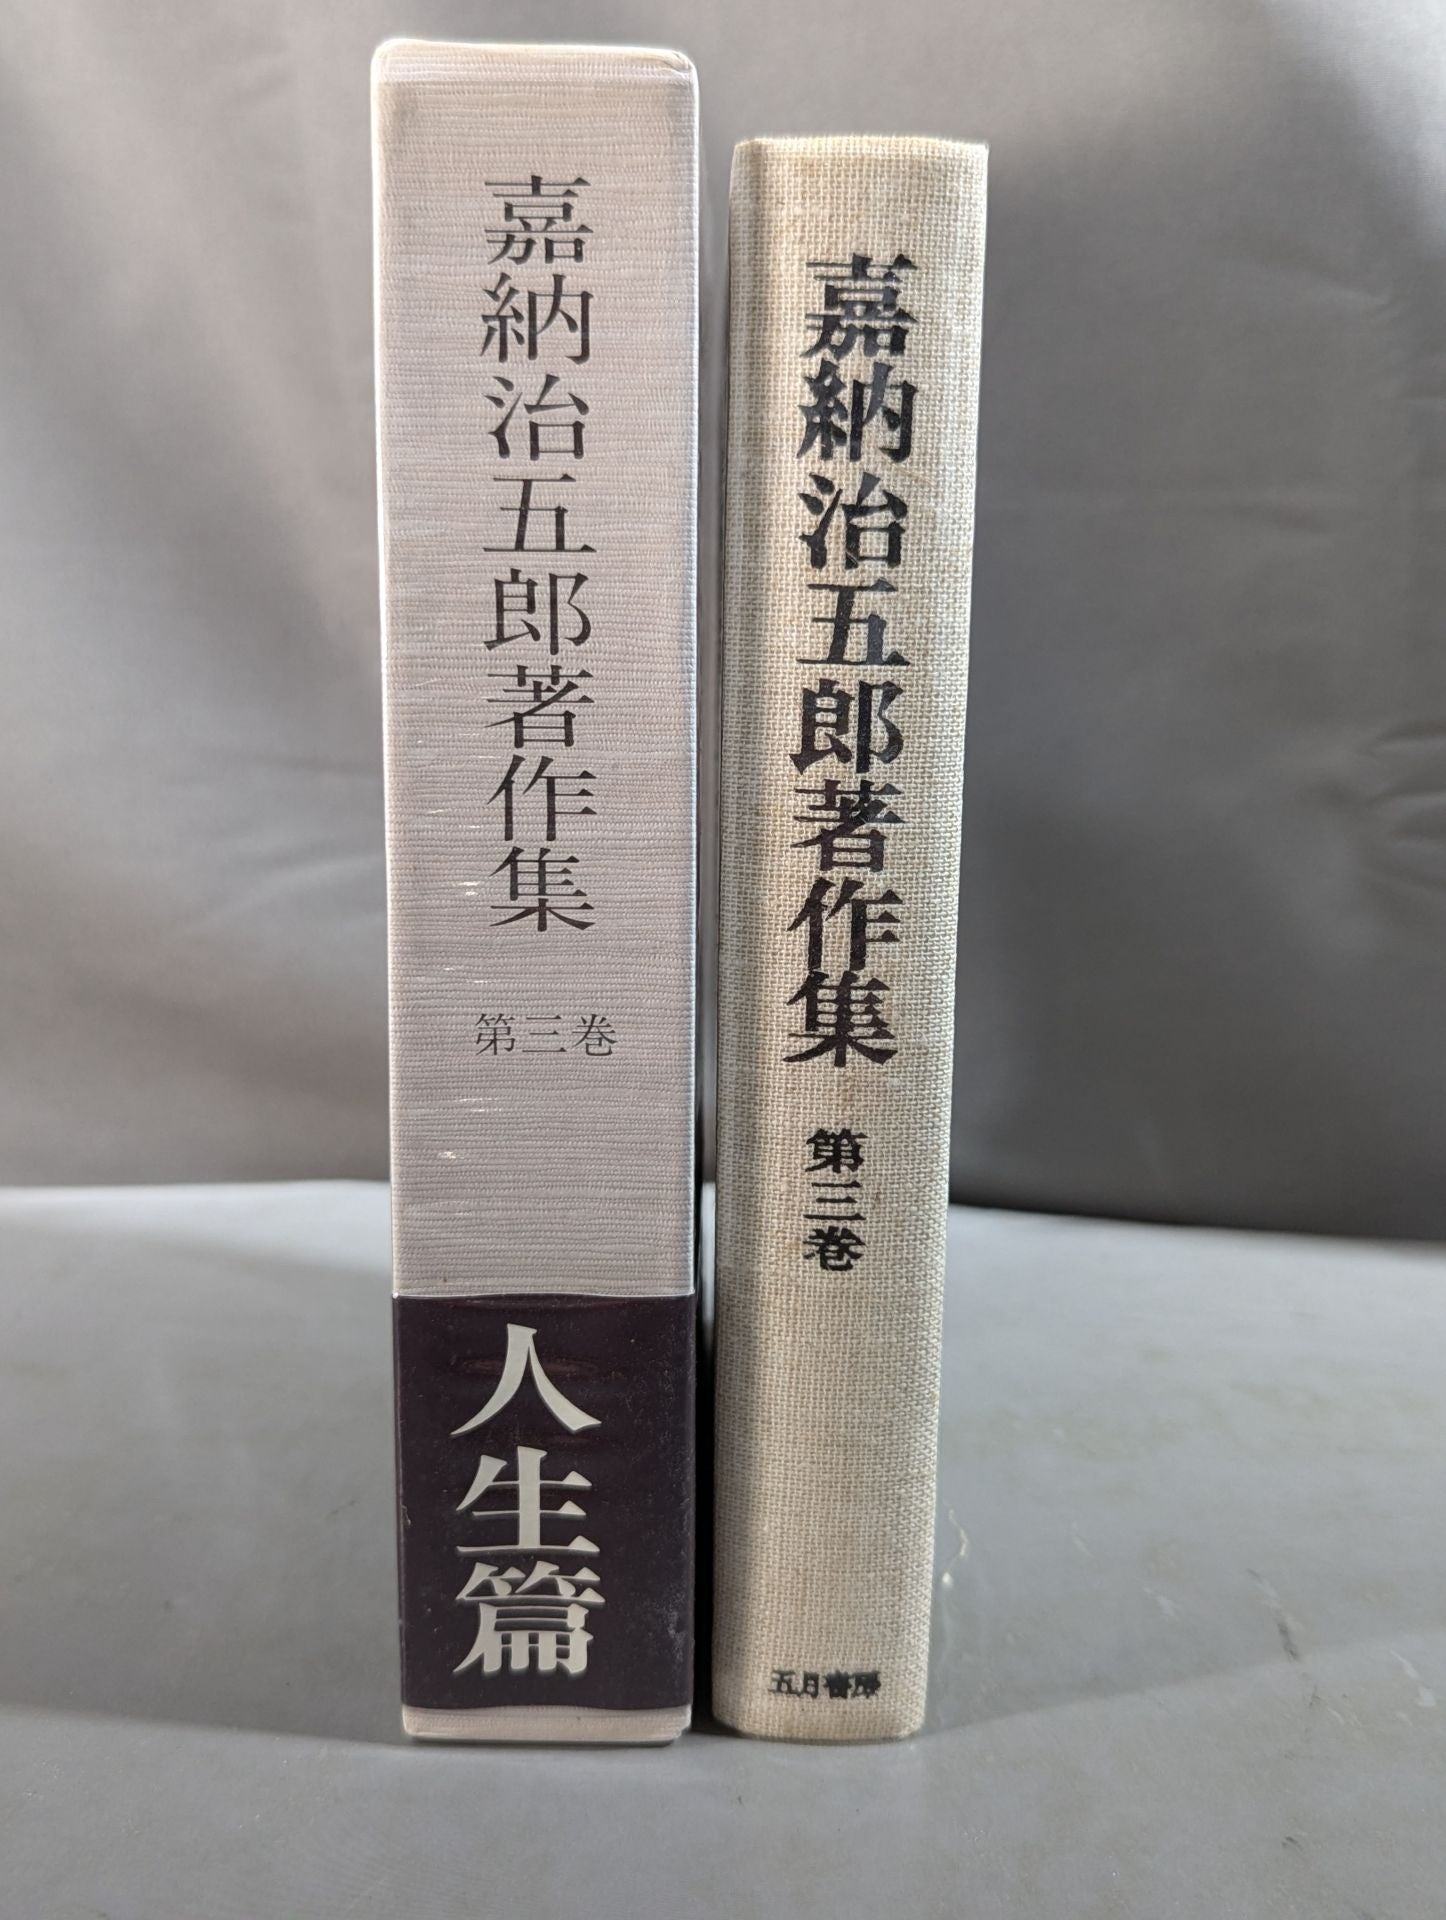 嘉納治五郎著作集
第三巻
人生篇
嘉納治五郎著作集
第三巻
五月書房